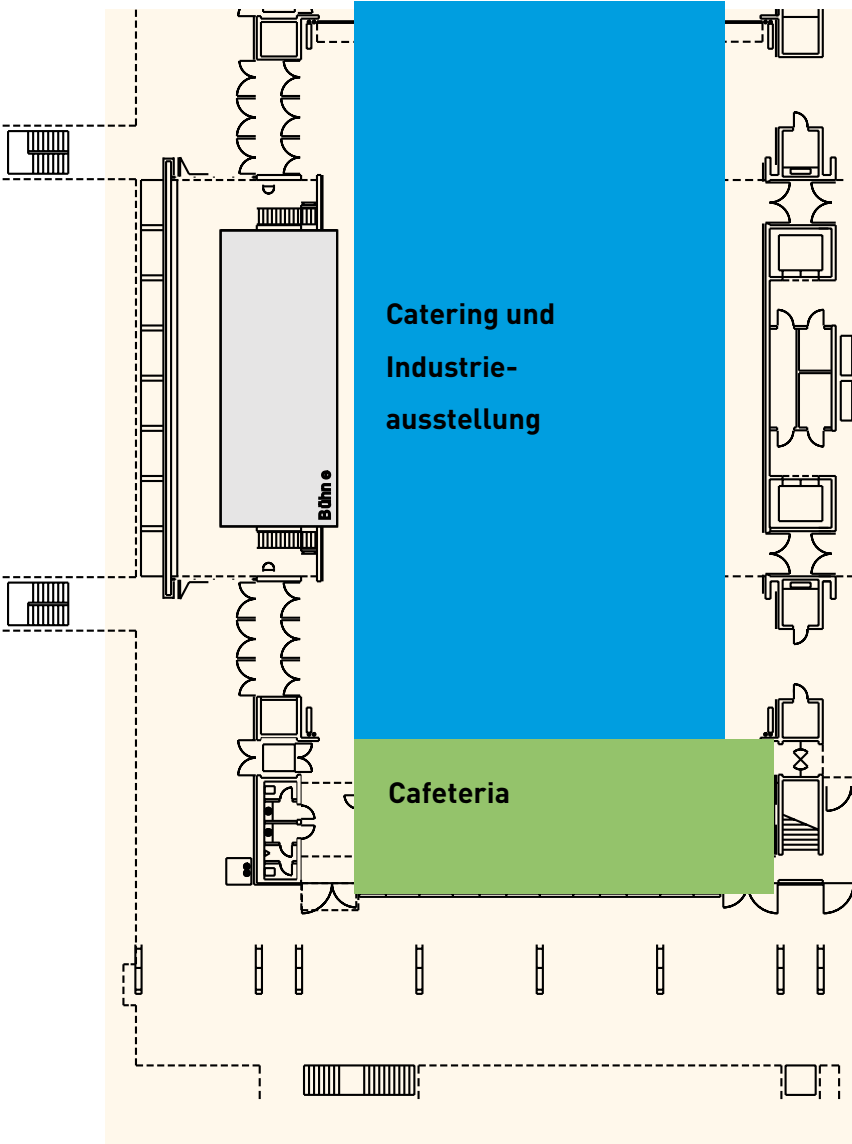 Catering und
Industrie-
ausstellung
Bühne
Cafeteria